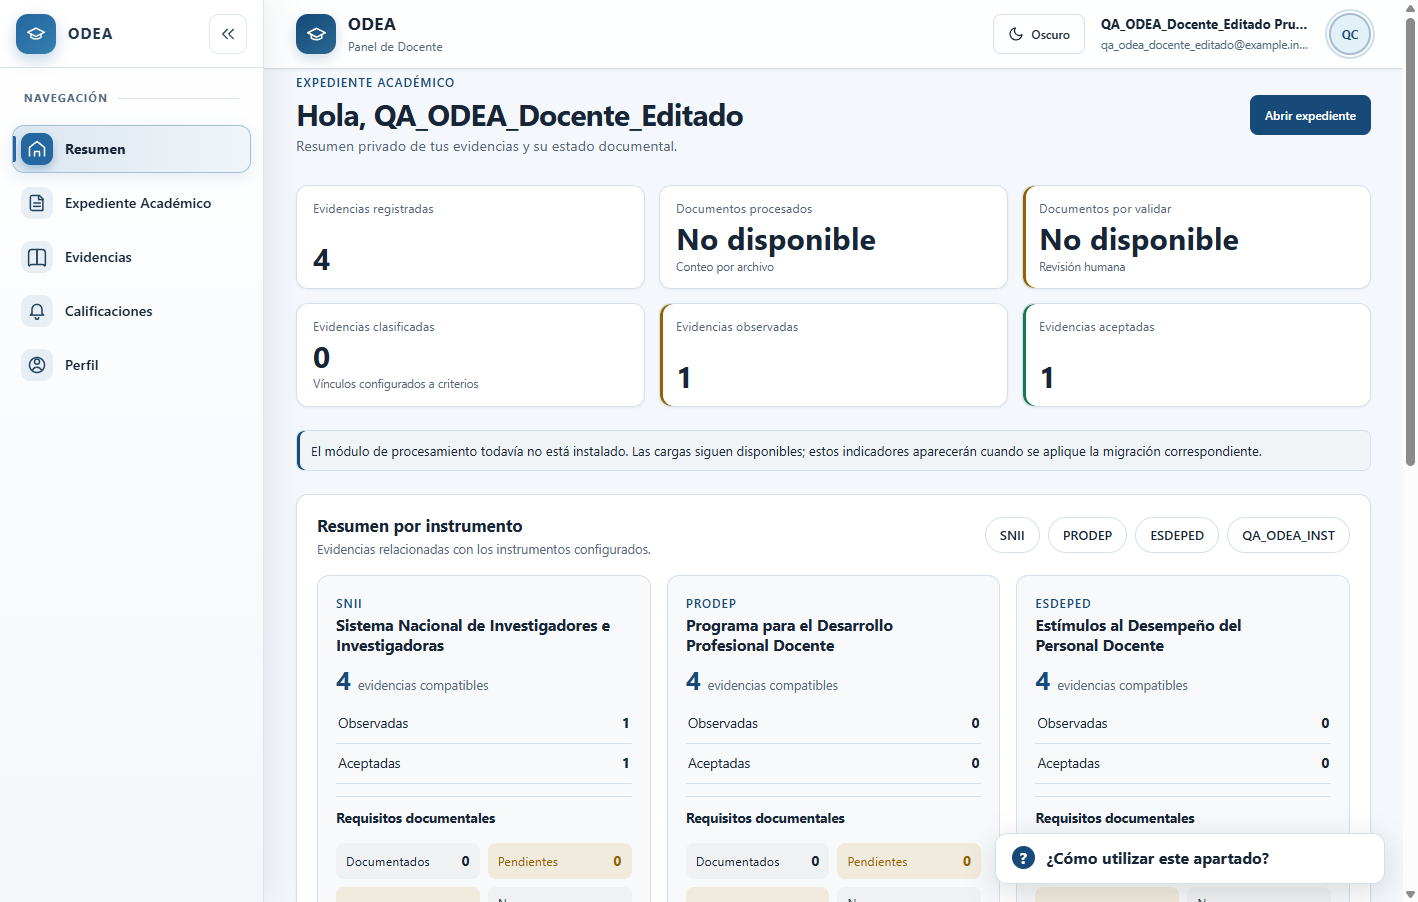 ODEA
NAVEGACIÓN
Resumen
Expediente Académico
Evidencias
Calificaciones
Perfil
ODEA
Panel de Docente
Oscuro
QA_ODEA_Docente_Editado Pru...
qa_odea_docente_editado@example.in...
QC
EXPEDIENTE ACADÉMICO
Hola, QA_ODEA_Docente_Editado
Resumen privado de tus evidencias y su estado documental.
Abrir expediente
Evidencias registradas
4
Documentos procesados
No disponible
Conteo por archivo
Documentos por validar
No disponible
Revisión humana
Evidencias clasificadas
0
Vínculos configurados a criterios
Evidencias observadas
1
Evidencias aceptadas
1
El módulo de procesamiento todavía no está instalado. Las cargas siguen disponibles; estos indicadores aparecerán cuando se aplique la migración correspondiente.
Resumen por instrumento
Evidencias relacionadas con los instrumentos configurados.
SNII
PRODEP
ESDEPED
QA_ODEA_INST
SNII
Sistema Nacional de Investigadores e
Investigadoras
4 evidencias compatibles
Observadas 1
Aceptadas 1
Requisitos documentales
Documentados 0
Pendientes 0
PRODEP
Programa para el Desarrollo
Profesional Docente
4 evidencias compatibles
Observadas 0
Aceptadas 0
Requisitos documentales
Documentados 0
Pendientes 0
ESDEPED
Estímulos al Desempeño del
Personal Docente
4 evidencias compatibles
Observadas 0
Aceptadas 0
Requisitos documentales
? ¿Cómo utilizar este apartado?